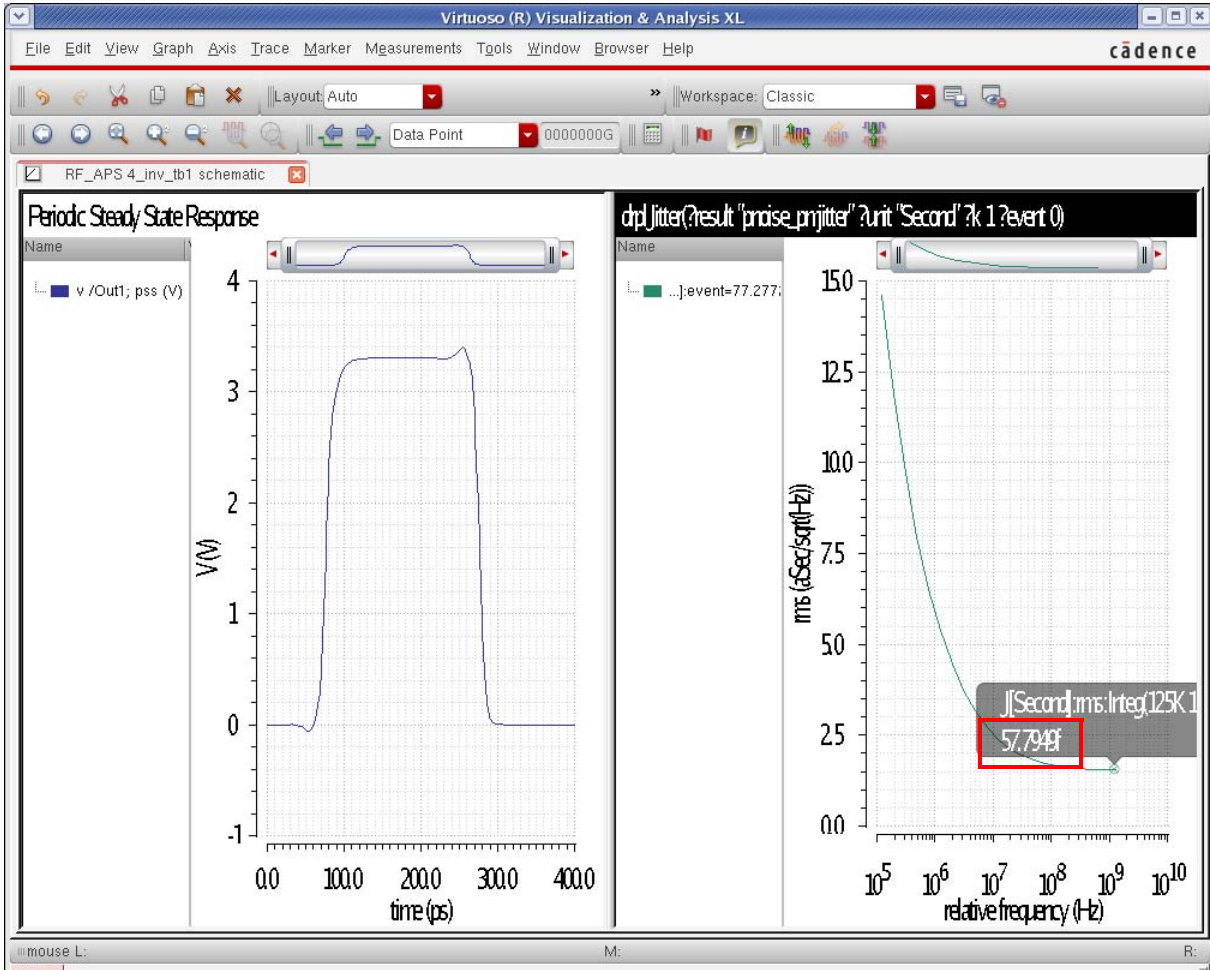 Virtuoso (R) Visualization & Analysis XL
File Edit View Graph Axis Trace Marker Measurements Tools Window Browser Help
cādence
Layout: Auto
» Workspace: Classic
Data Point
0000000G
RF_APS 4_inv_tb1 schematic
Periodic Steady State Response
Name
v /Out1; pss (V)
4
3
2
1
0
-1
V (V)
0.0 100.0 200.0 300.0 400.0
time (ps)
drpl_Jitter(?result "pnoise_pmjitter" ?unit "Second" ?k 1 ?event 0)
Name
...]:event=77.277
15.0
12.5
10.0
7.5
5.0
2.5
0.0
rms (aSec/sqrt(Hz))
J[Second]:rms:Integ(125K 1
57.7949f
10^5 10^6 10^7 10^8 10^9 10^10
relative frequency (Hz)
mouse L: M: R: